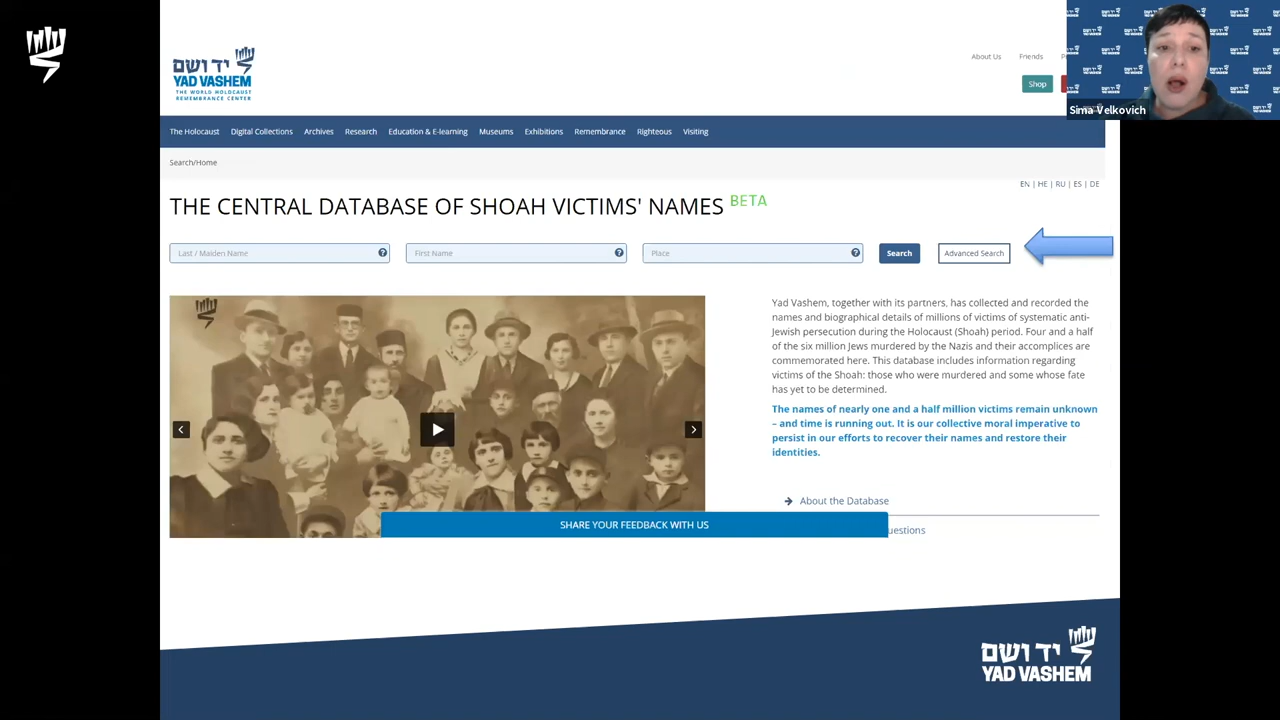 יד ושם
YAD VASHEM
THE WORLD HOLOCAUST
REMEMBRANCE CENTER
About Us Friends
Shop
Sima Velkovich
The Holocaust Digital Collections Archives Research Education & E-learning Museums Exhibitions Remembrance Righteous Visiting
Search/Home
EN | HE | RU | ES | DE
THE CENTRAL DATABASE OF SHOAH VICTIMS' NAMES BETA
Last / Maiden Name ? First Name ? Place ? Search Advanced Search
Yad Vashem, together with its partners, has collected and recorded the
names and biographical details of millions of victims of systematic anti-
Jewish persecution during the Holocaust (Shoah) period. Four and a half
of the six million Jews murdered by the Nazis and their accomplices are
commemorated here. This database includes information regarding
victims of the Shoah: those who were murdered and some whose fate
has yet to be determined.
The names of nearly one and a half million victims remain unknown
– and time is running out. It is our collective moral imperative to
persist in our efforts to recover their names and restore their
identities.
About the Database
SHARE YOUR FEEDBACK WITH US
uestions
יד ושם
YAD VASHEM